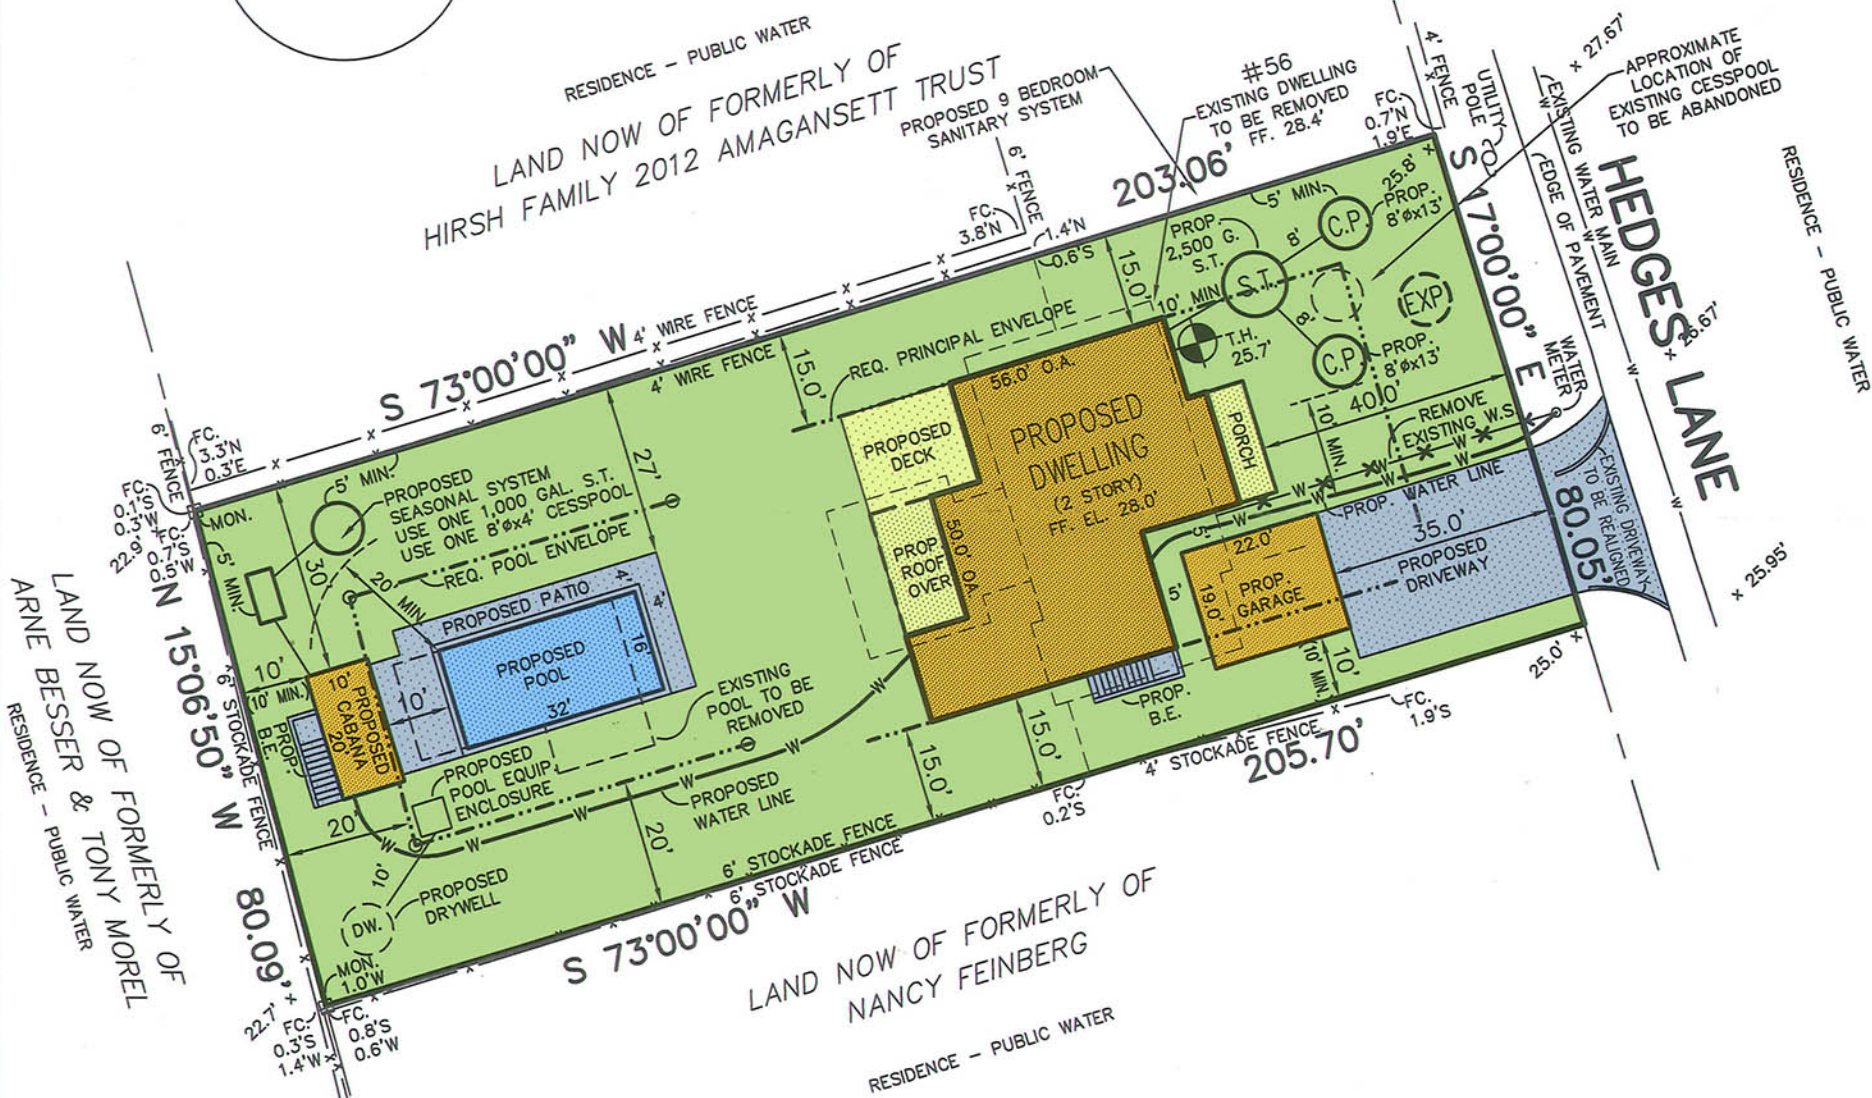 RESIDENCE - PUBLIC WATER
LAND NOW OF FORMERLY OF
HIRSH FAMILY 2012 AMAGANSETT TRUST
PROPOSED 9 BEDROOM
SANITARY SYSTEM
#56
EXISTING DWELLING
TO BE REMOVED
FF. 28.4'
FC.
0.7'N
1.9'E
4' FENCE
UTILITY
POLE
EXISTING WATER MAIN
EDGE OF PAVEMENT
27.67'
APPROXIMATE
LOCATION OF
EXISTING CESSPOOL
TO BE ABANDONED
RESIDENCE - PUBLIC WATER
HEDGES LANE
26.67'
25.95'
S 17°00'00" E
80.05'
WATER
METER
EXISTING DRIVEWAY
TO BE REALIGNED
203.06'
6' FENCE
FC.
3.8'N
1.4'N
0.6'S
S 73°00'00" W
4' WIRE FENCE
4' WIRE FENCE
15.0'
REQ. PRINCIPAL ENVELOPE
15.0'
PROP.
2,500 G.
S.T.
5' MIN.
25.8'
PROP.
8'øx13'
C.P.
8'
S.T.
10' MIN
8'
EXP
T.H.
25.7'
C.P.
PROP.
8'øx13'
40.0'
10' MIN.
REMOVE
EXISTING W.S.
PROP. WATER LINE
35.0'
PROPOSED
DRIVEWAY
56.0' O.A.
PROPOSED
DWELLING
(2 STORY)
FF. EL. 28.0'
50.0' OA.
PORCH
PROPOSED
DECK
PROP.
ROOF
OVER
5'
22.0'
19.0'
PROP.
GARAGE
5'
10'
(10' MIN.
25.0'
PROP.
B.E.
FC.
1.9'S
4' STOCKADE FENCE
205.70'
15.0'
15.0'
FC.
0.2'S
6' FENCE
FC.
3.3'N
0.3'E
FC.
0.1'S
0.3'W
22.9'
0.7'W
0.5'W
MON.
5' MIN.
PROPOSED
SEASONAL SYSTEM
USE ONE 1,000 GAL. S.T.
USE ONE 8'øx4' CESSPOOL
REQ. POOL ENVELOPE
27'
5' MIN.
30'
20' MIN.
PROPOSED PATIO
4'
4'
PROPOSED
POOL
16'
32'
10'
10'
(10' MIN.)
10'
PROPOSED
CABANA
20'
PROP.
B.E.
EXISTING
POOL TO BE
REMOVED
PROPOSED
POOL EQUIP.
ENCLOSURE
PROPOSED
WATER LINE
20'
20'
10'
PROPOSED
DRYWELL
DW.
MON.
1.0'W
6' STOCKADE FENCE
6' STOCKADE FENCE
S 73°00'00" W
N 15°06'50" W
80.09'
6' STOCKADE FENCE
22.7'
FC.
0.3'S
1.4'W
FC.
0.8'S
0.6'W
LAND NOW OF FORMERLY OF
ARNE BESSER & TONY MOREL
RESIDENCE - PUBLIC WATER
LAND NOW OF FORMERLY OF
NANCY FEINBERG
RESIDENCE - PUBLIC WATER